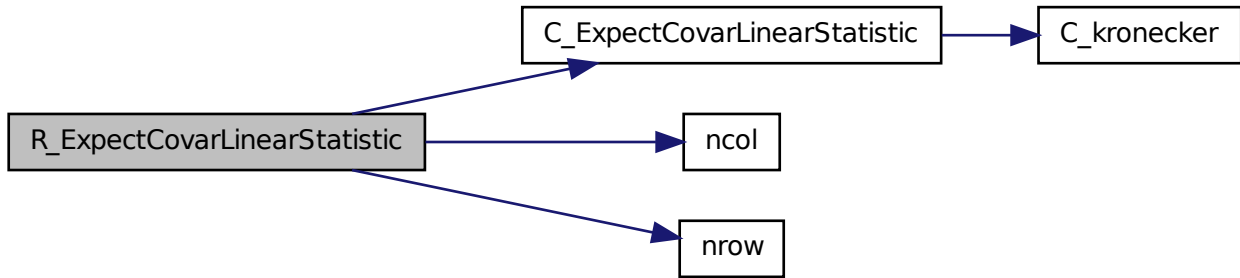 C_ExpectCovarLinearStatistic
C_kronecker
R_ExpectCovarLinearStatistic
ncol
nrow